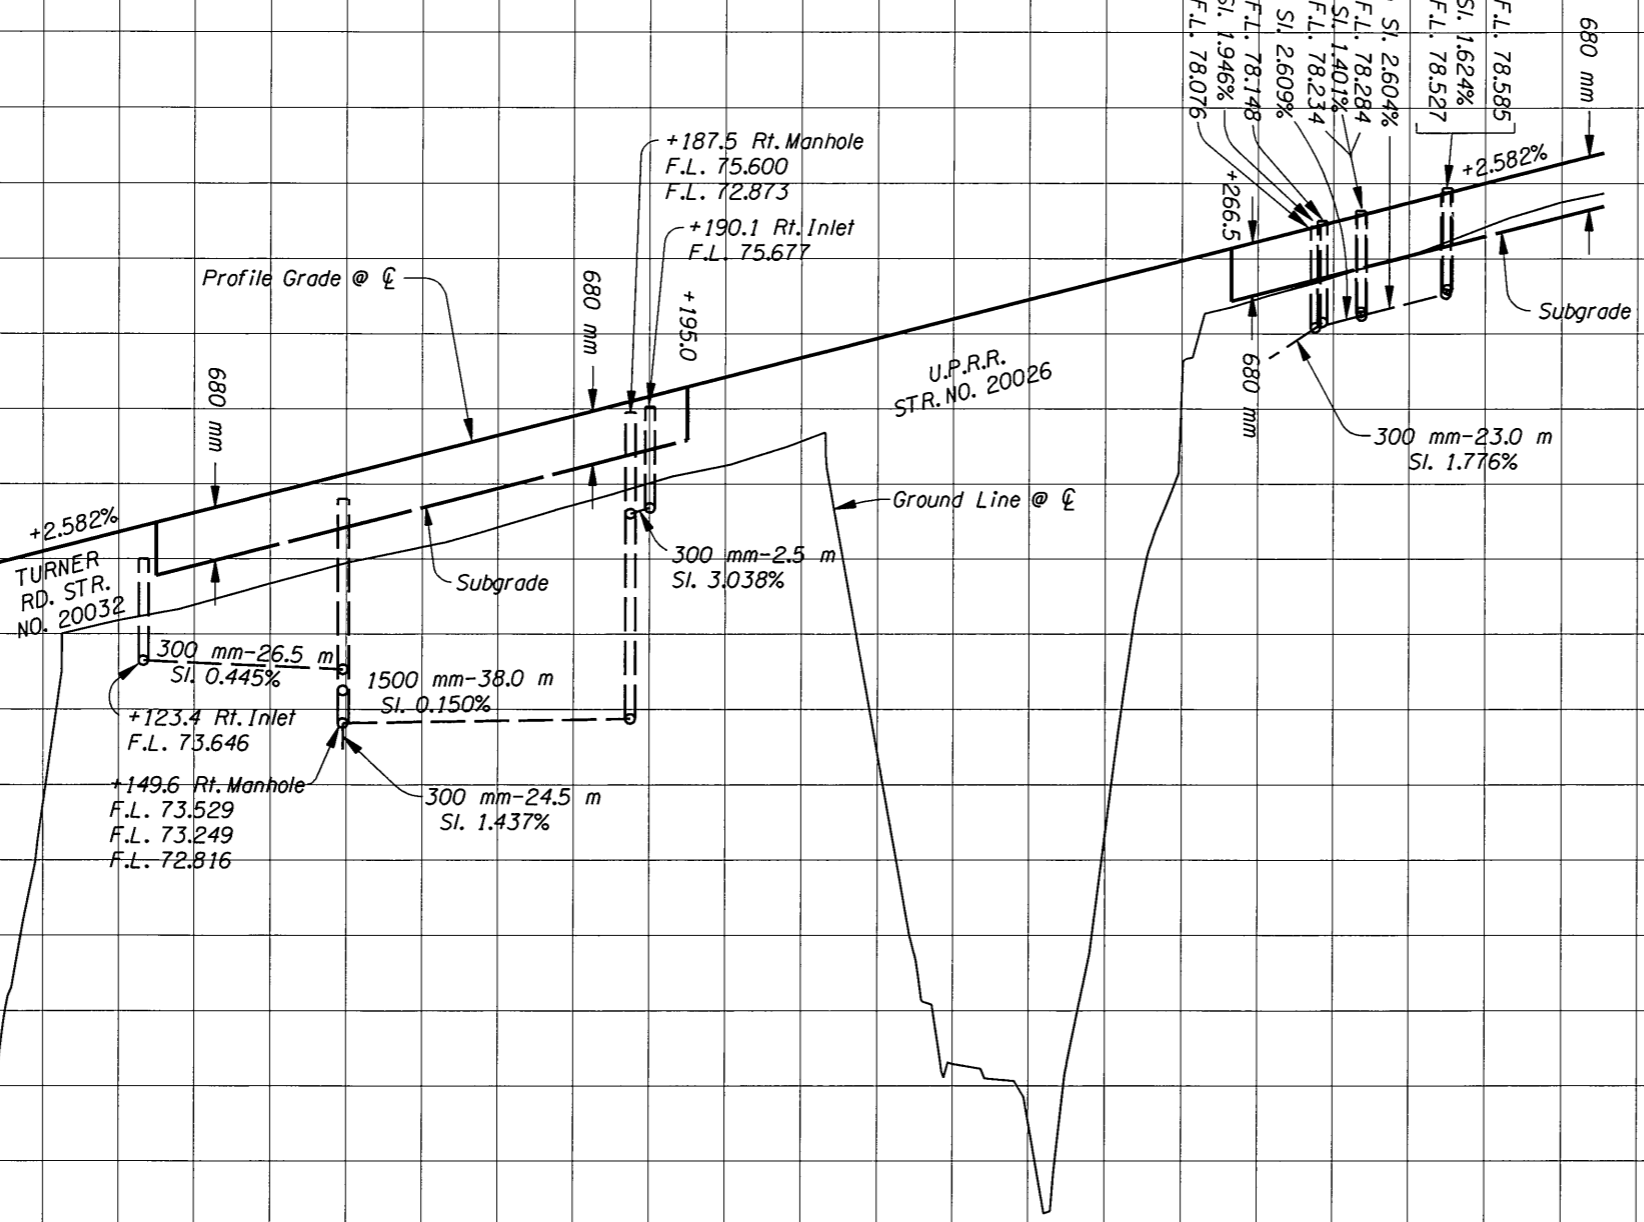 F.L. 78.076
Sl. 1.946%
F.L. 78.148
Sl. 2.609%
F.L. 78.234
Sl. 1.401%
F.L. 78.284
Sl. 2.604%
F.L. 78.527
Sl. 1.624%
F.L. 78.585
680 mm
+2.582%
+266.5
+187.5 Rt. Manhole
F.L. 75.600
F.L. 72.873
+190.1 Rt. Inlet
F.L. 75.677
Profile Grade @ ℄
680 mm
+195.0
680 mm
U.P.R.R.
STR. NO. 20026
680 mm
Subgrade
300 mm-23.0 m
Sl. 1.776%
Ground Line @ ℄
+2.582%
TURNER
RD. STR.
NO. 20032
Subgrade
300 mm-2.5 m
Sl. 3.038%
300 mm-26.5 m
Sl. 0.445%
1500 mm-38.0 m
Sl. 0.150%
+123.4 Rt. Inlet
F.L. 73.646
+149.6 Rt. Manhole
F.L. 73.529
F.L. 73.249
F.L. 72.816
300 mm-24.5 m
Sl. 1.437%